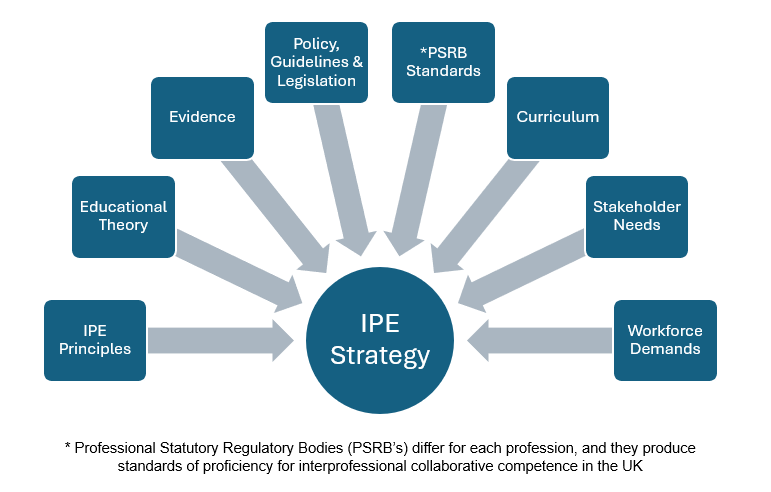 Policy,
Guidelines &
Legislation
*PSRB
Standards
Evidence
Curriculum
Educational
Theory
Stakeholder
Needs
IPE
Principles
IPE
Strategy
Workforce
Demands
* Professional Statutory Regulatory Bodies (PSRB's) differ for each profession, and they produce
standards of proficiency for interprofessional collaborative competence in the UK